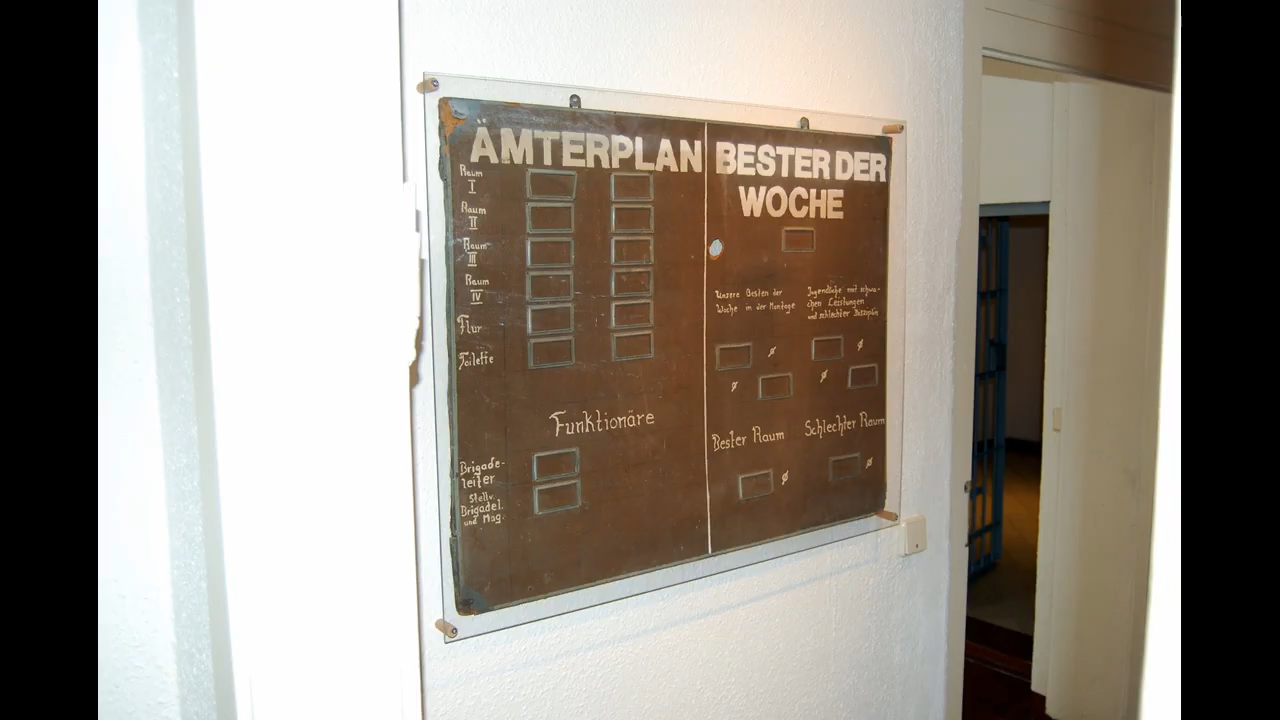 ÄMTERPLAN
Raum
I
Raum
II
Raum
III
Raum
IV
Flur
Toilette
Funktionäre
Brigade-
leiter
Stellv.
Brigadel.
und Mag.
BESTER DER
WOCHE
Unsere Besten der
Woche in der Montage
Jugendliche mit schwa-
chen Leistungen
und schlechter Disziplin
ø
ø
ø
ø
Bester Raum
Schlechter Raum
ø
ø